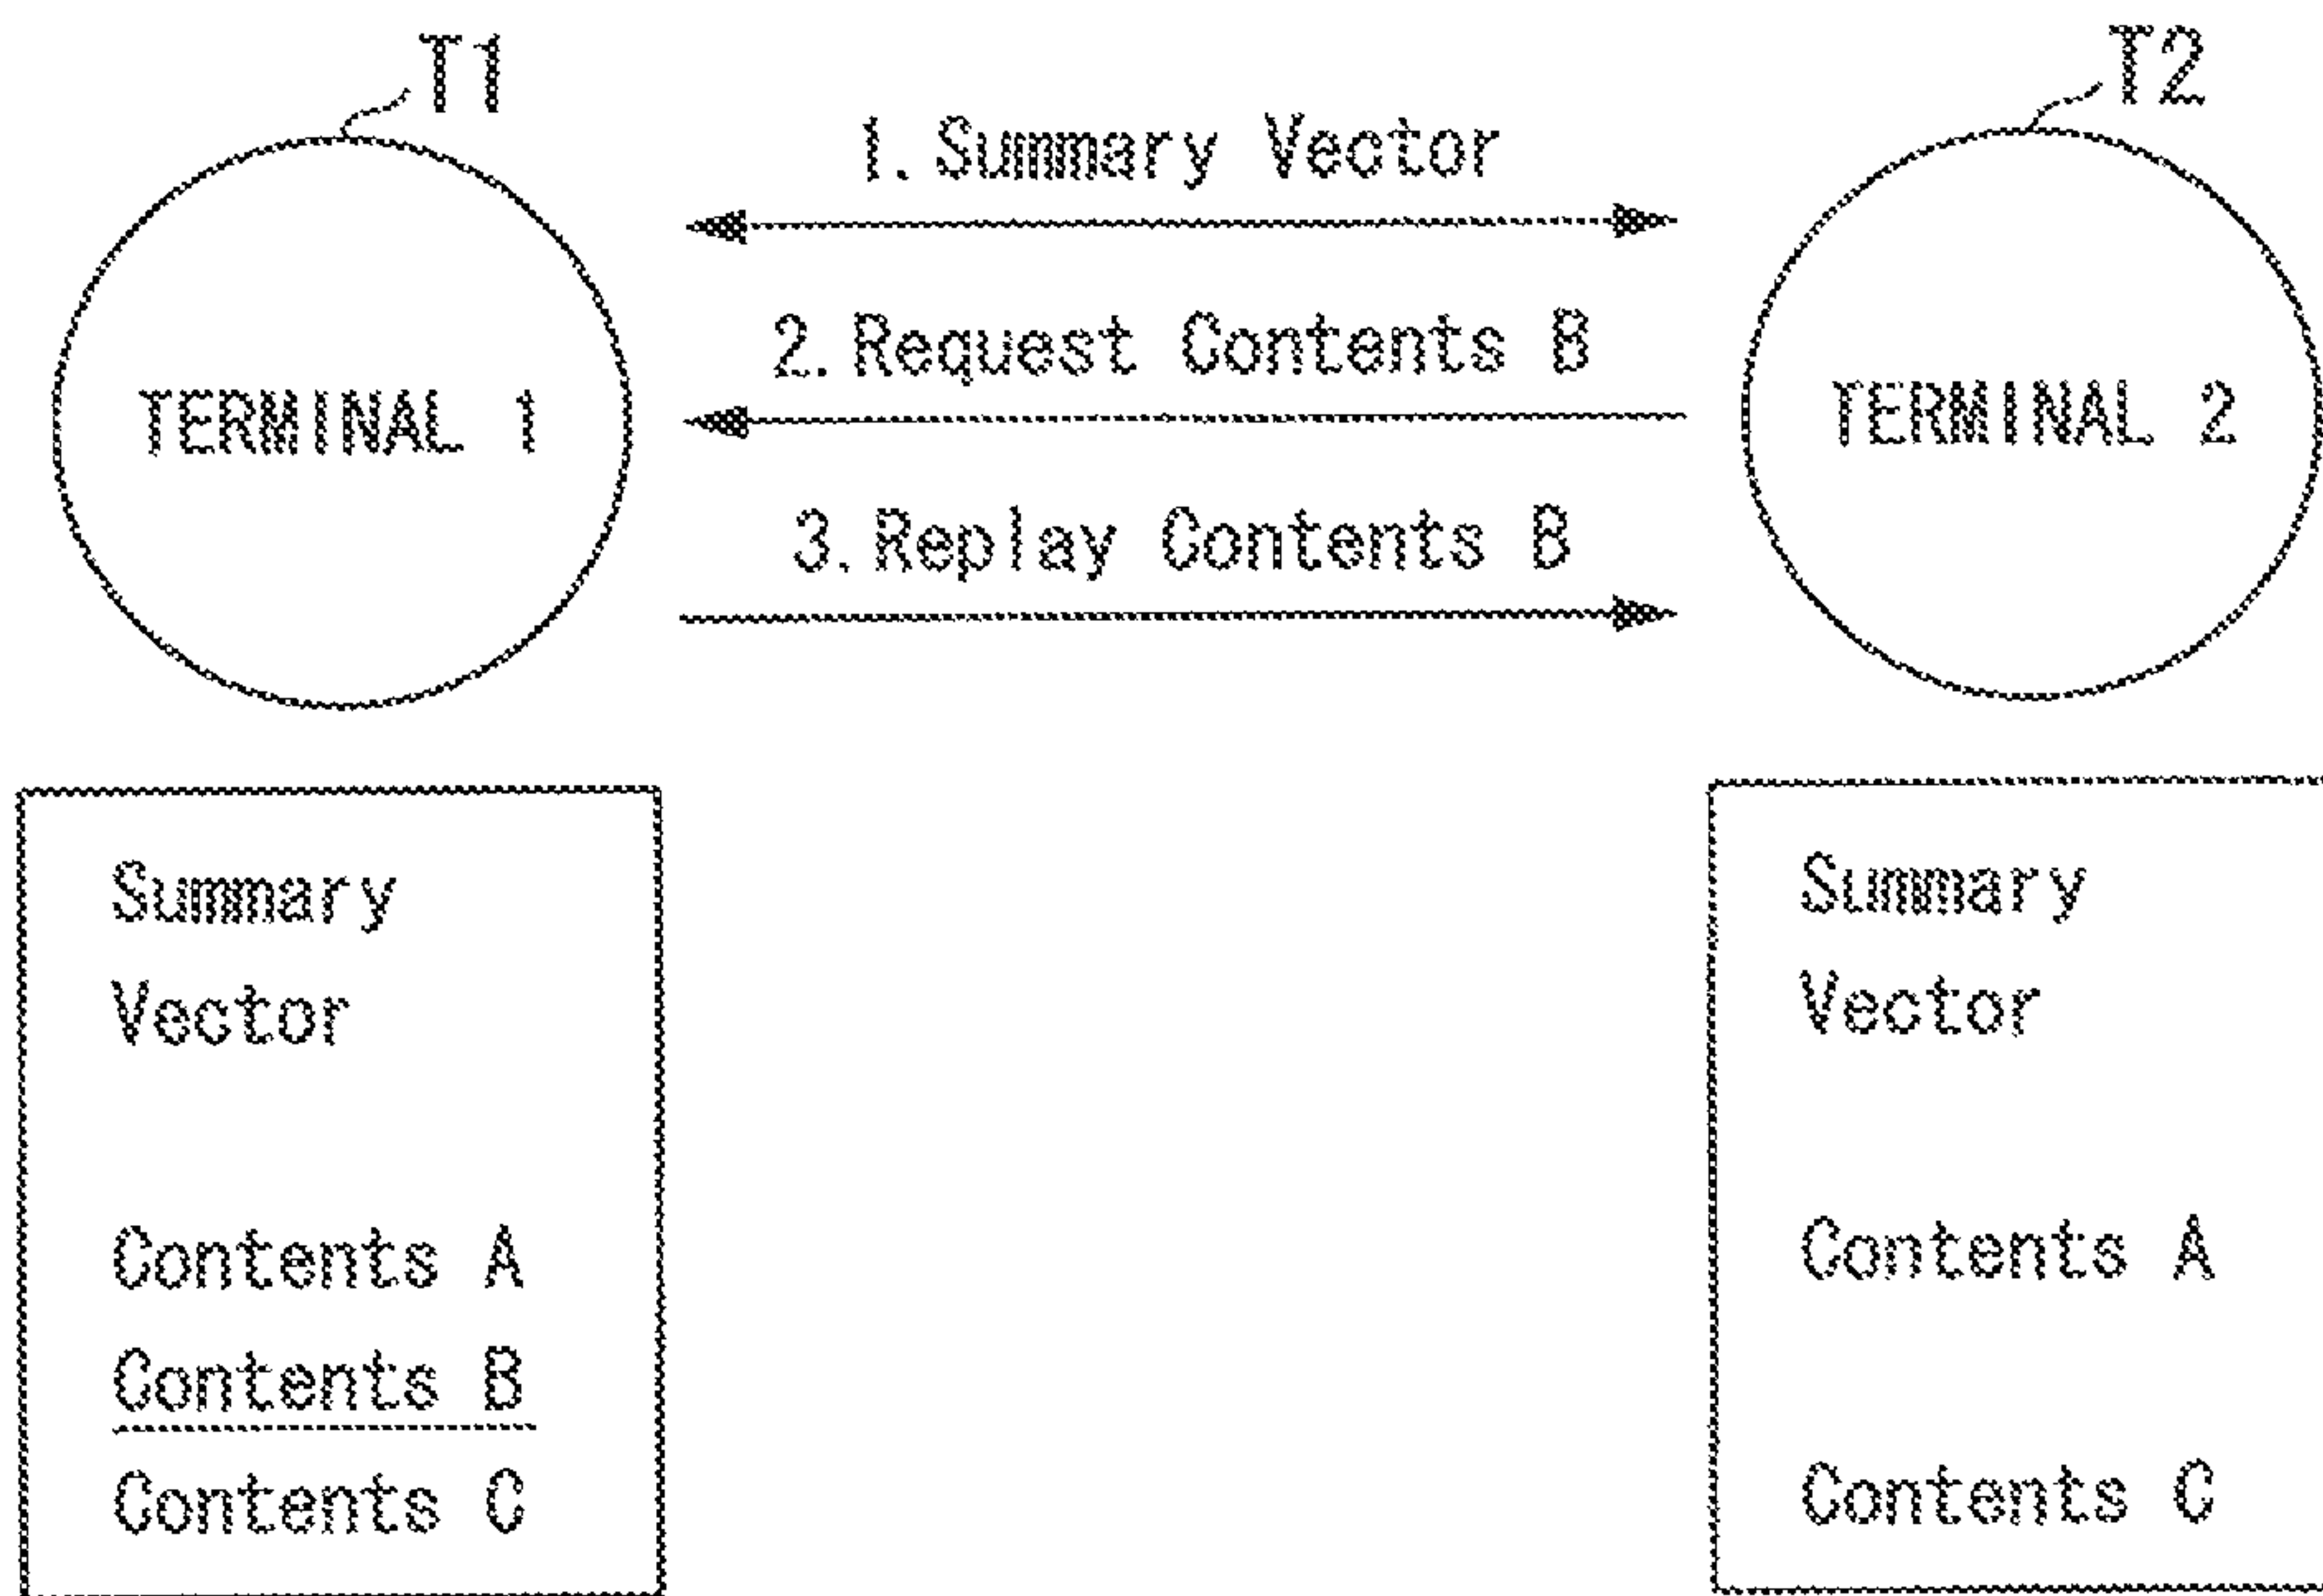 T1
T2
1. Summary Vector
2. Request Contents B
TERMINAL 1
TERMINAL 2
3. Replay Contents B
Summary
Vector
Contents A
Contents B
Contents C
Summary
Vector
Contents A
Contents C